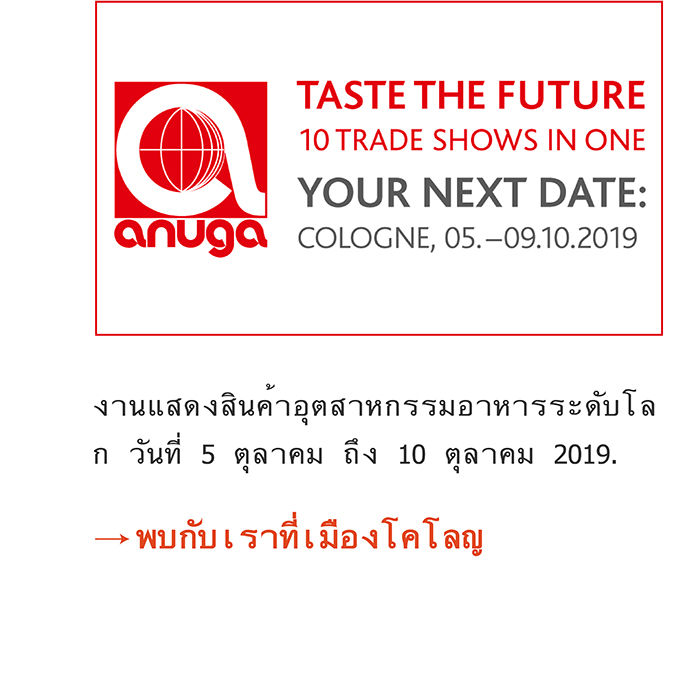 TASTE THE FUTURE
10 TRADE SHOWS IN ONE
YOUR NEXT DATE:
COLOGNE, 05.–09.10.2019
anuga
งานแสดงสินค้าอุตสาหกรรมอาหารระดับโล
ก วันที่ 5 ตุลาคม ถึง 10 ตุลาคม 2019.
→ พบกับเราที่เมืองโคโลญ